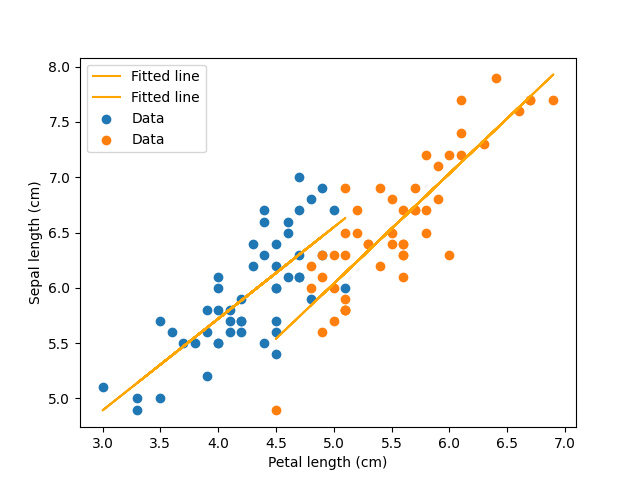 8.0
7.5
7.0
6.5
6.0
5.5
5.0
Sepal length (cm)
Fitted line
Fitted line
Data
Data
3.0 3.5 4.0 4.5 5.0 5.5 6.0 6.5 7.0
Petal length (cm)